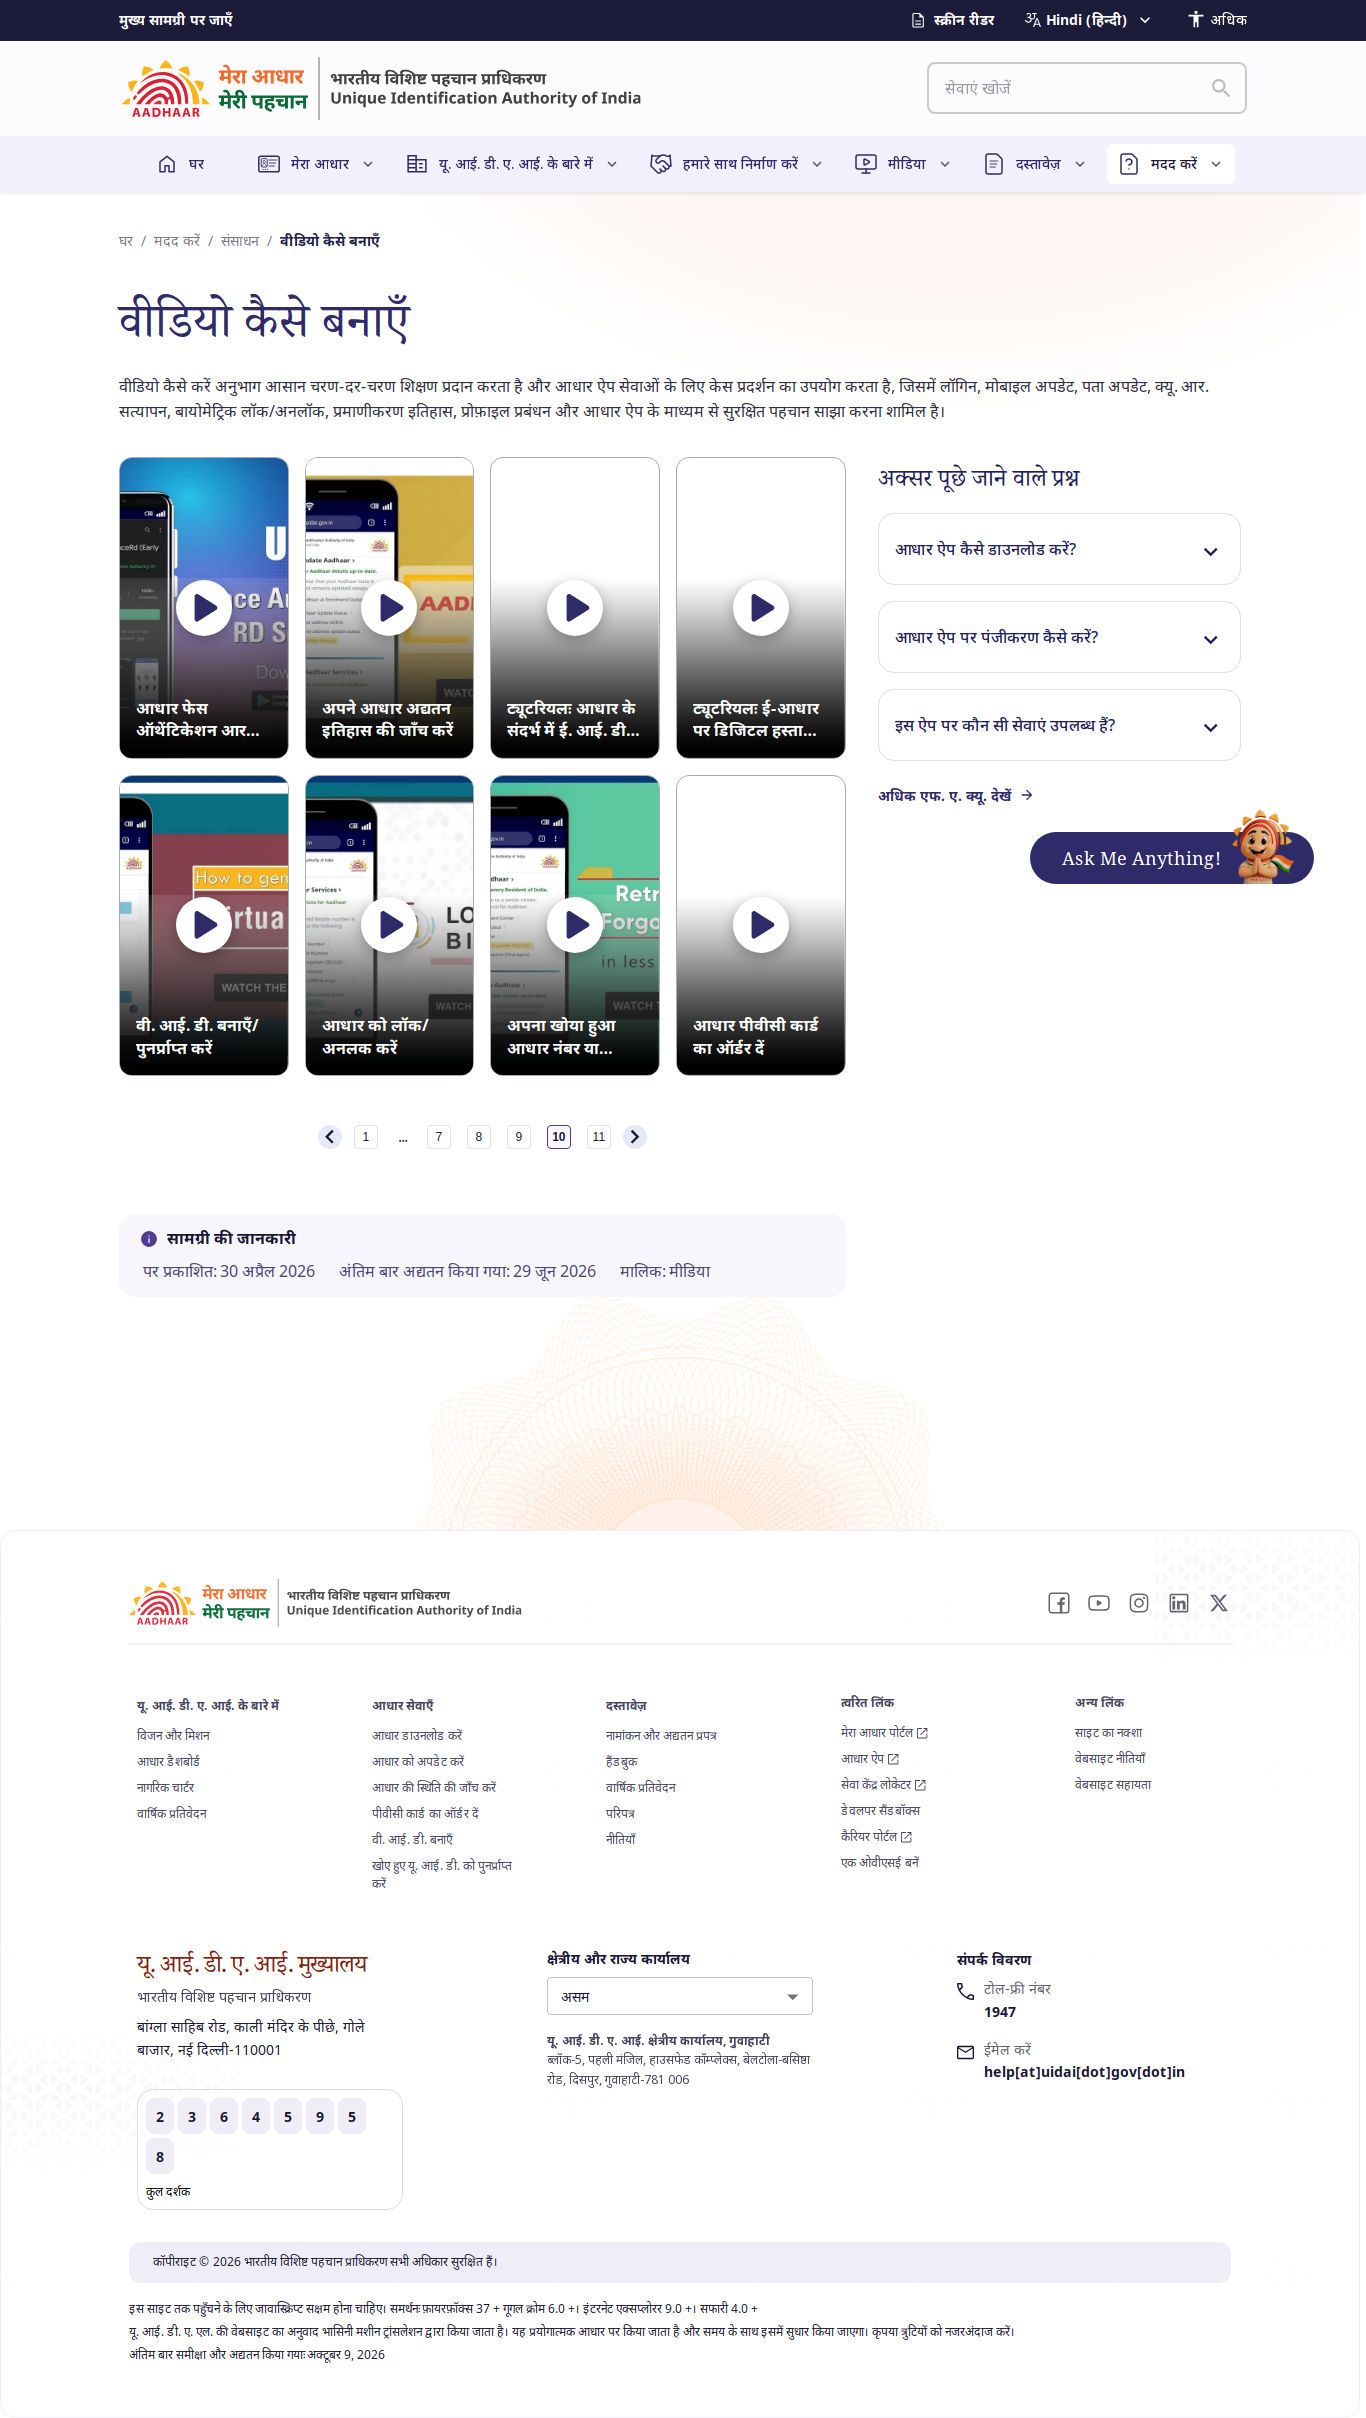 मुख्य सामग्री पर जाएँ
स्क्रीन रीडर
Hindi (हिन्दी)
अधिक
AADHAAR
मेरा आधार
मेरी पहचान
भारतीय विशिष्ट पहचान प्राधिकरण
Unique Identification Authority of India
सेवाएं खोजें
घर
मेरा आधार
यू. आई. डी. ए. आई. के बारे में
हमारे साथ निर्माण करें
मीडिया
दस्तावेज़
मदद करें
घर / मदद करें / संसाधन / वीडियो कैसे बनाएँ
वीडियो कैसे बनाएँ
वीडियो कैसे करें अनुभाग आसान चरण-दर-चरण शिक्षण प्रदान करता है और आधार ऐप सेवाओं के लिए केस प्रदर्शन का उपयोग करता है, जिसमें लॉगिन, मोबाइल अपडेट, पता अपडेट, क्यू. आर.
सत्यापन, बायोमेट्रिक लॉक/अनलॉक, प्रमाणीकरण इतिहास, प्रोफ़ाइल प्रबंधन और आधार ऐप के माध्यम से सुरक्षित पहचान साझा करना शामिल है।
आधार फेस
ऑथेंटिकेशन आर...
अपने आधार अद्यतन
इतिहास की जाँच करें
ट्यूटरियलः आधार के
संदर्भ में ई. आई. डी...
ट्यूटरियलः ई-आधार
पर डिजिटल हस्ता...
How to gen
irtua
WATCH THE
वी. आई. डी. बनाएँ/
पुनर्प्राप्त करें
LO
BI
WATCH
आधार को लॉक/
अनलक करें
Retr
Forgo
in less
WATCH T
अपना खोया हुआ
आधार नंबर या...
आधार पीवीसी कार्ड
का ऑर्डर दें
अक्सर पूछे जाने वाले प्रश्न
आधार ऐप कैसे डाउनलोड करें?
आधार ऐप पर पंजीकरण कैसे करें?
इस ऐप पर कौन सी सेवाएं उपलब्ध हैं?
अधिक एफ. ए. क्यू. देखें
Ask Me Anything!
1 ... 7 8 9 10 11
सामग्री की जानकारी
पर प्रकाशित: 30 अप्रैल 2026 अंतिम बार अद्यतन किया गया: 29 जून 2026 मालिक: मीडिया
AADHAAR
मेरा आधार
मेरी पहचान
भारतीय विशिष्ट पहचान प्राधिकरण
Unique Identification Authority of India
यू. आई. डी. ए. आई. के बारे में
विजन और मिशन
आधार डैशबोर्ड
नागरिक चार्टर
वार्षिक प्रतिवेदन
आधार सेवाएँ
आधार डाउनलोड करें
आधार को अपडेट करें
आधार की स्थिति की जाँच करें
पीवीसी कार्ड का ऑर्डर दें
वी. आई. डी. बनाएँ
खोए हुए यू. आई. डी. को पुनर्प्राप्त
करें
दस्तावेज़
नामांकन और अद्यतन प्रपत्र
हैंडबुक
वार्षिक प्रतिवेदन
परिपत्र
नीतियाँ
त्वरित लिंक
मेरा आधार पोर्टल
आधार ऐप
सेवा केंद्र लोकेटर
डेवलपर सैंडबॉक्स
कैरियर पोर्टल
एक ओवीएसई बनें
अन्य लिंक
साइट का नक्शा
वेबसाइट नीतियाँ
वेबसाइट सहायता
यू. आई. डी. ए. आई. मुख्यालय
भारतीय विशिष्ट पहचान प्राधिकरण
बांग्ला साहिब रोड, काली मंदिर के पीछे, गोले
बाजार, नई दिल्ली-110001
2 3 6 4 5 9 5
8
कुल दर्शक
क्षेत्रीय और राज्य कार्यालय
असम
यू. आई. डी. ए. आई. क्षेत्रीय कार्यालय, गुवाहाटी
ब्लॉक-5, पहली मंजिल, हाउसफेड कॉम्प्लेक्स, बेलटोला-बसिष्ठा
रोड, दिसपुर, गुवाहाटी-781 006
संपर्क विवरण
टोल-फ्री नंबर
1947
ईमेल करें
help[at]uidai[dot]gov[dot]in
कॉपीराइट © 2026 भारतीय विशिष्ट पहचान प्राधिकरण सभी अधिकार सुरक्षित हैं।
इस साइट तक पहुँचने के लिए जावास्क्रिप्ट सक्षम होना चाहिए। समर्थनःफ़ायरफ़ॉक्स 37 + गूगल क्रोम 6.0 +। इंटरनेट एक्सप्लोरर 9.0 +। सफारी 4.0 +
यू. आई. डी. ए. एल. की वेबसाइट का अनुवाद भासिनी मशीन ट्रांसलेशन द्वारा किया जाता है। यह प्रयोगात्मक आधार पर किया जाता है और समय के साथ इसमें सुधार किया जाएगा। कृपया त्रुटियों को नजरअंदाज करें।
अंतिम बार समीक्षा और अद्यतन किया गयाःअक्टूबर 9, 2026